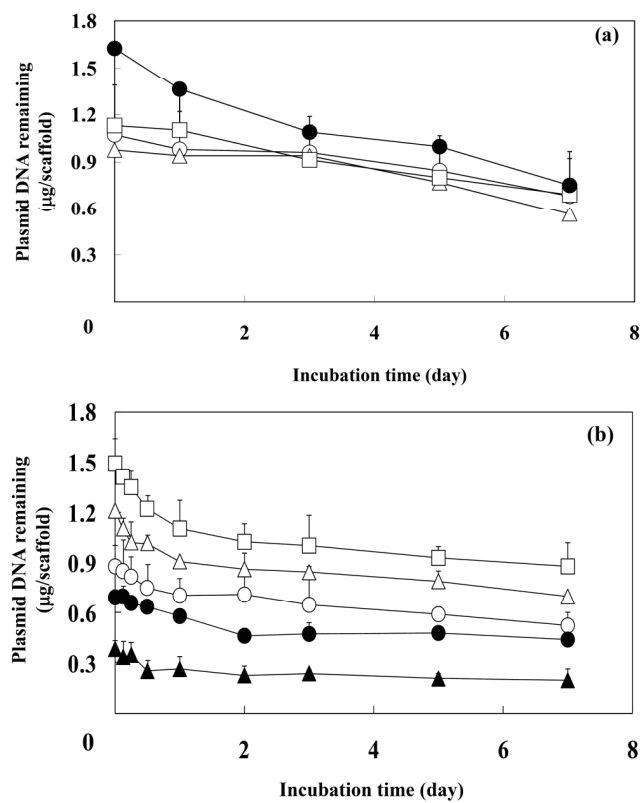 (a)
Plasmid DNA remaining
(μg/scaffold)
1.8
1.5
1.2
0.9
0.6
0.3
0
2
4
6
8
Incubation time (day)
(b)
Plasmid DNA remaining
(μg/scaffold)
1.8
1.5
1.2
0.9
0.6
0.3
0
2
4
6
8
Incubation time (day)